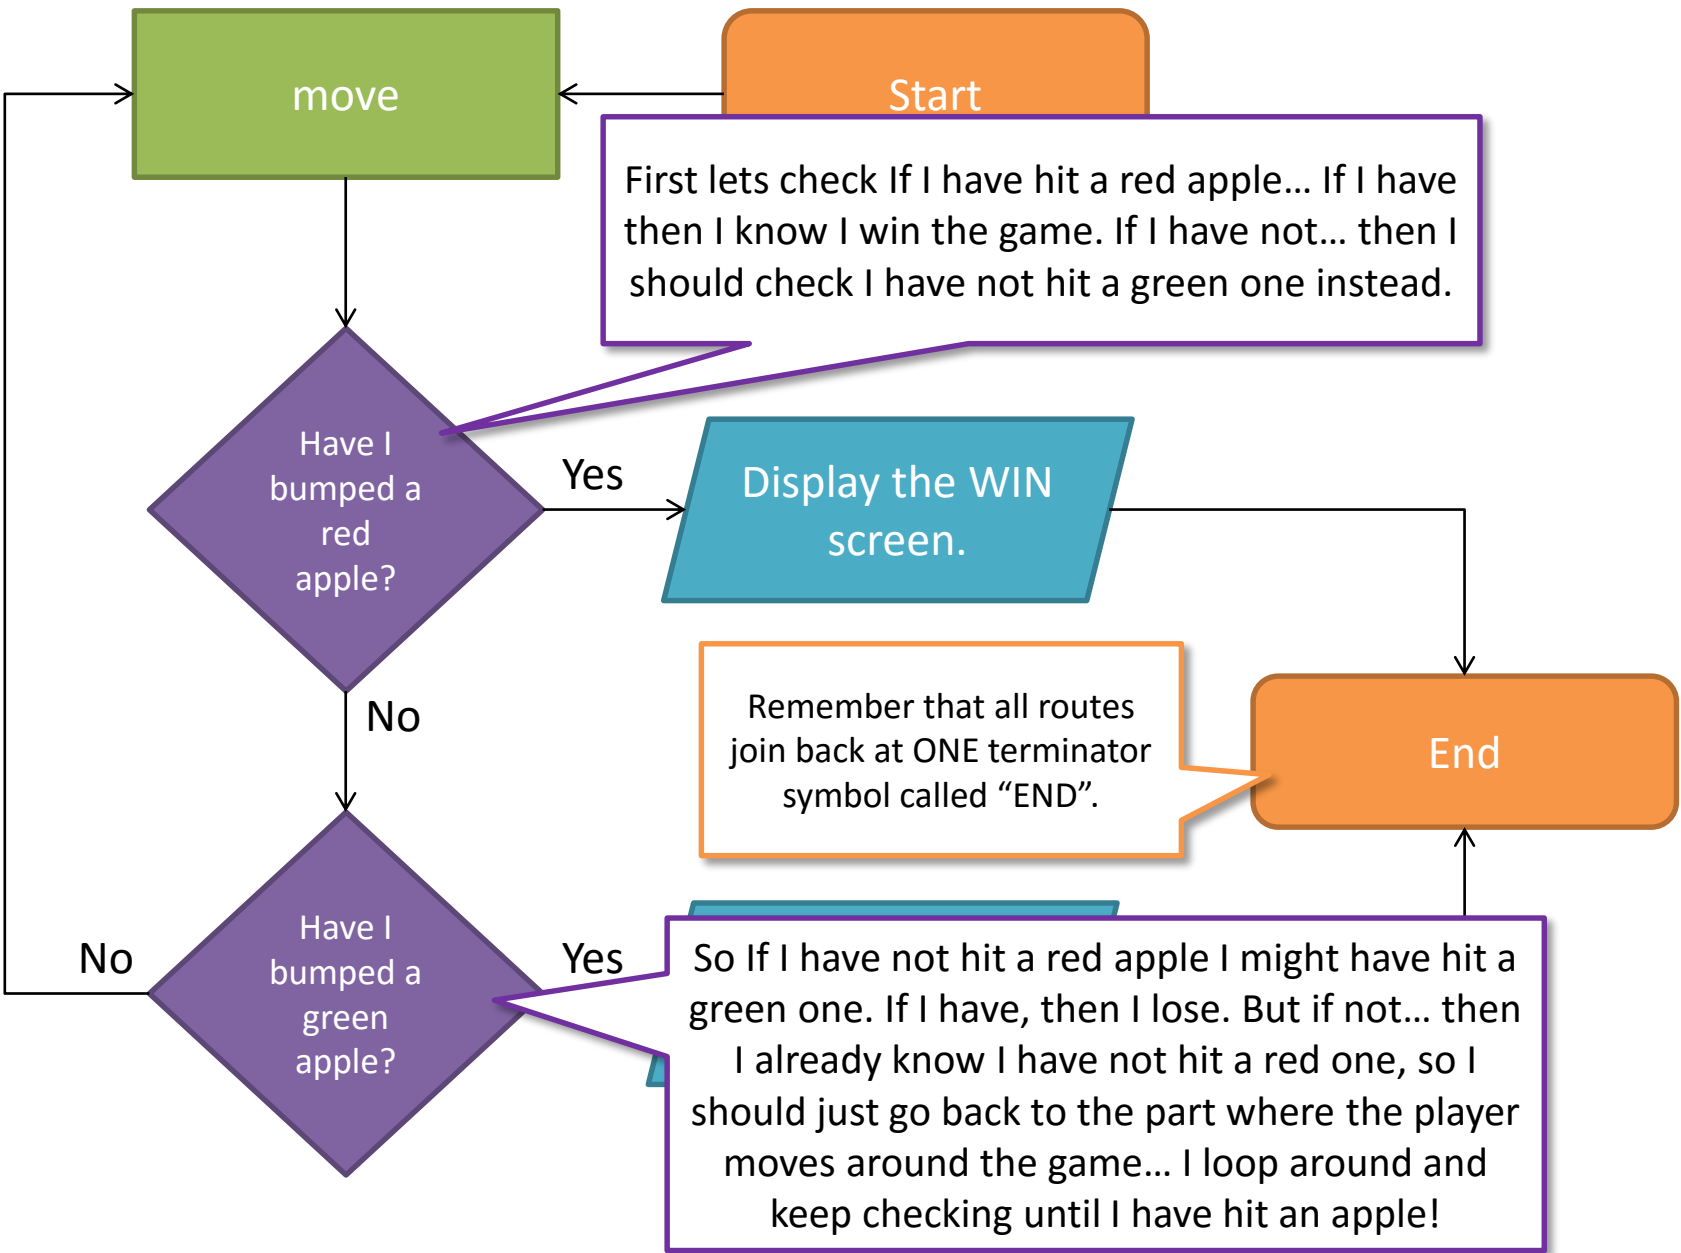 move
Start
First lets check If I have hit a red apple… If I have
then I know I win the game. If I have not… then I
should check I have not hit a green one instead.
Have I
bumped a
red
apple?
Yes
Display the WIN
screen.
No
Remember that all routes
join back at ONE terminator
symbol called “END”.
End
No
Have I
bumped a
green
apple?
Yes
So If I have not hit a red apple I might have hit a
green one. If I have, then I lose. But if not… then
I already know I have not hit a red one, so I
should just go back to the part where the player
moves around the game… I loop around and
keep checking until I have hit an apple!